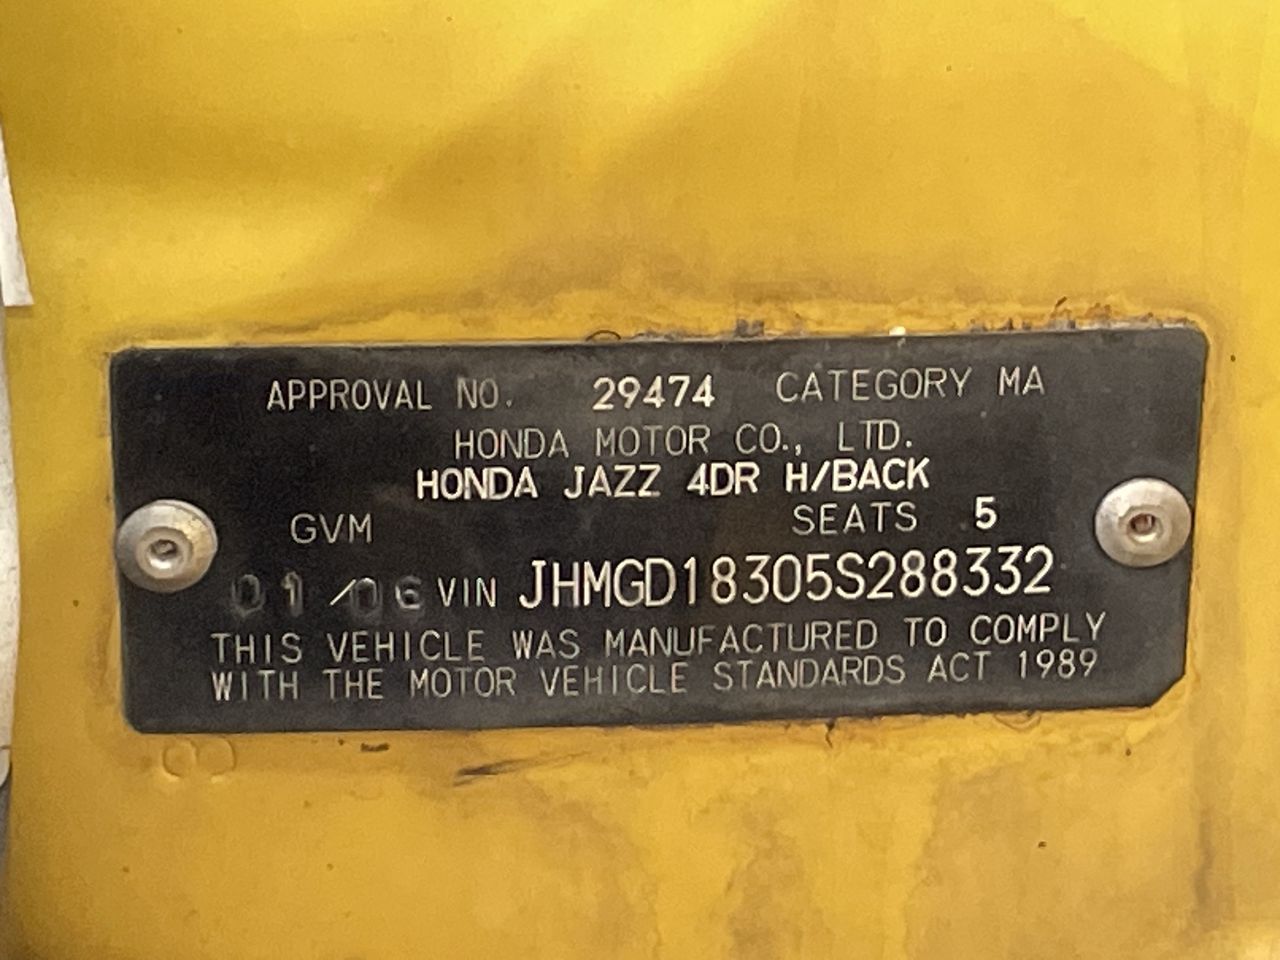 APPROVAL NO. 29474 CATEGORY MA
HONDA MOTOR CO., LTD.
HONDA JAZZ 4DR H/BACK
GVM SEATS 5
01/06 VIN JHMGD18305S288332
THIS VEHICLE WAS MANUFACTURED TO COMPLY
WITH THE MOTOR VEHICLE STANDARDS ACT 1989